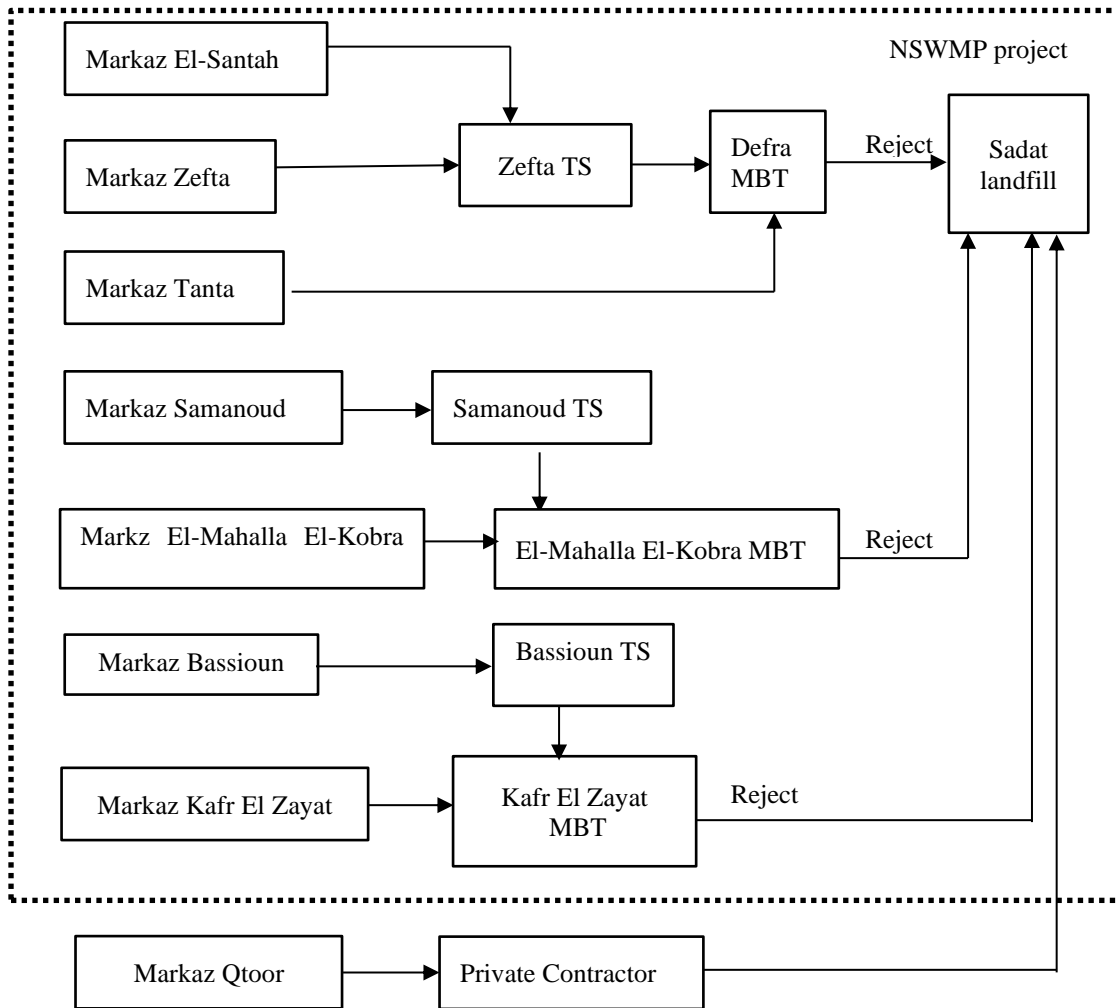 Markaz El-Santah
NSWMP project
Markaz Zefta
Zefta TS
Defra
MBT
Reject
Sadat
landfill
Markaz Tanta
Markaz Samanoud
Samanoud TS
Markz El-Mahalla El-Kobra
El-Mahalla El-Kobra MBT
Reject
Markaz Bassioun
Bassioun TS
Markaz Kafr El Zayat
Kafr El Zayat
MBT
Reject
Markaz Qtoor
Private Contractor